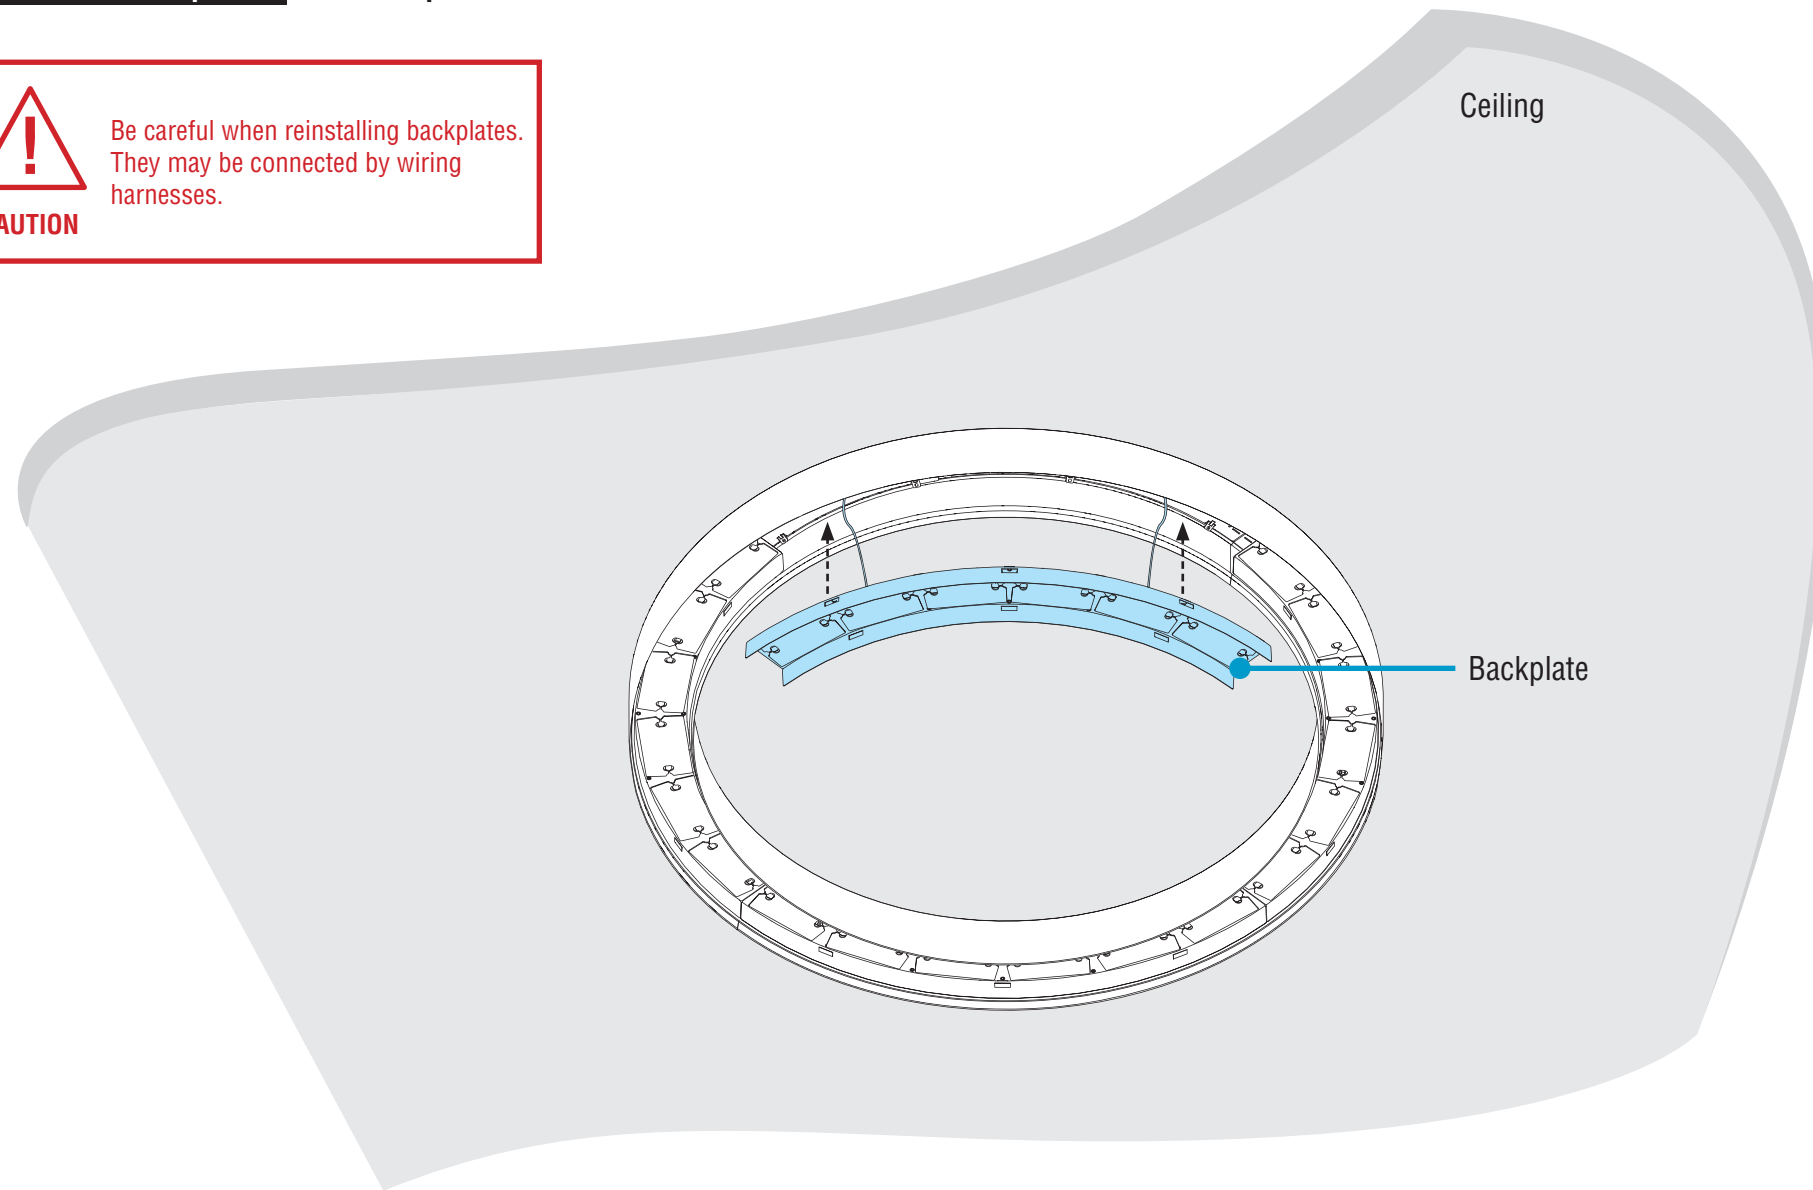 Ceiling
Be careful when reinstalling backplates.
They may be connected by wiring
harnesses.
!
AUTION
Backplate